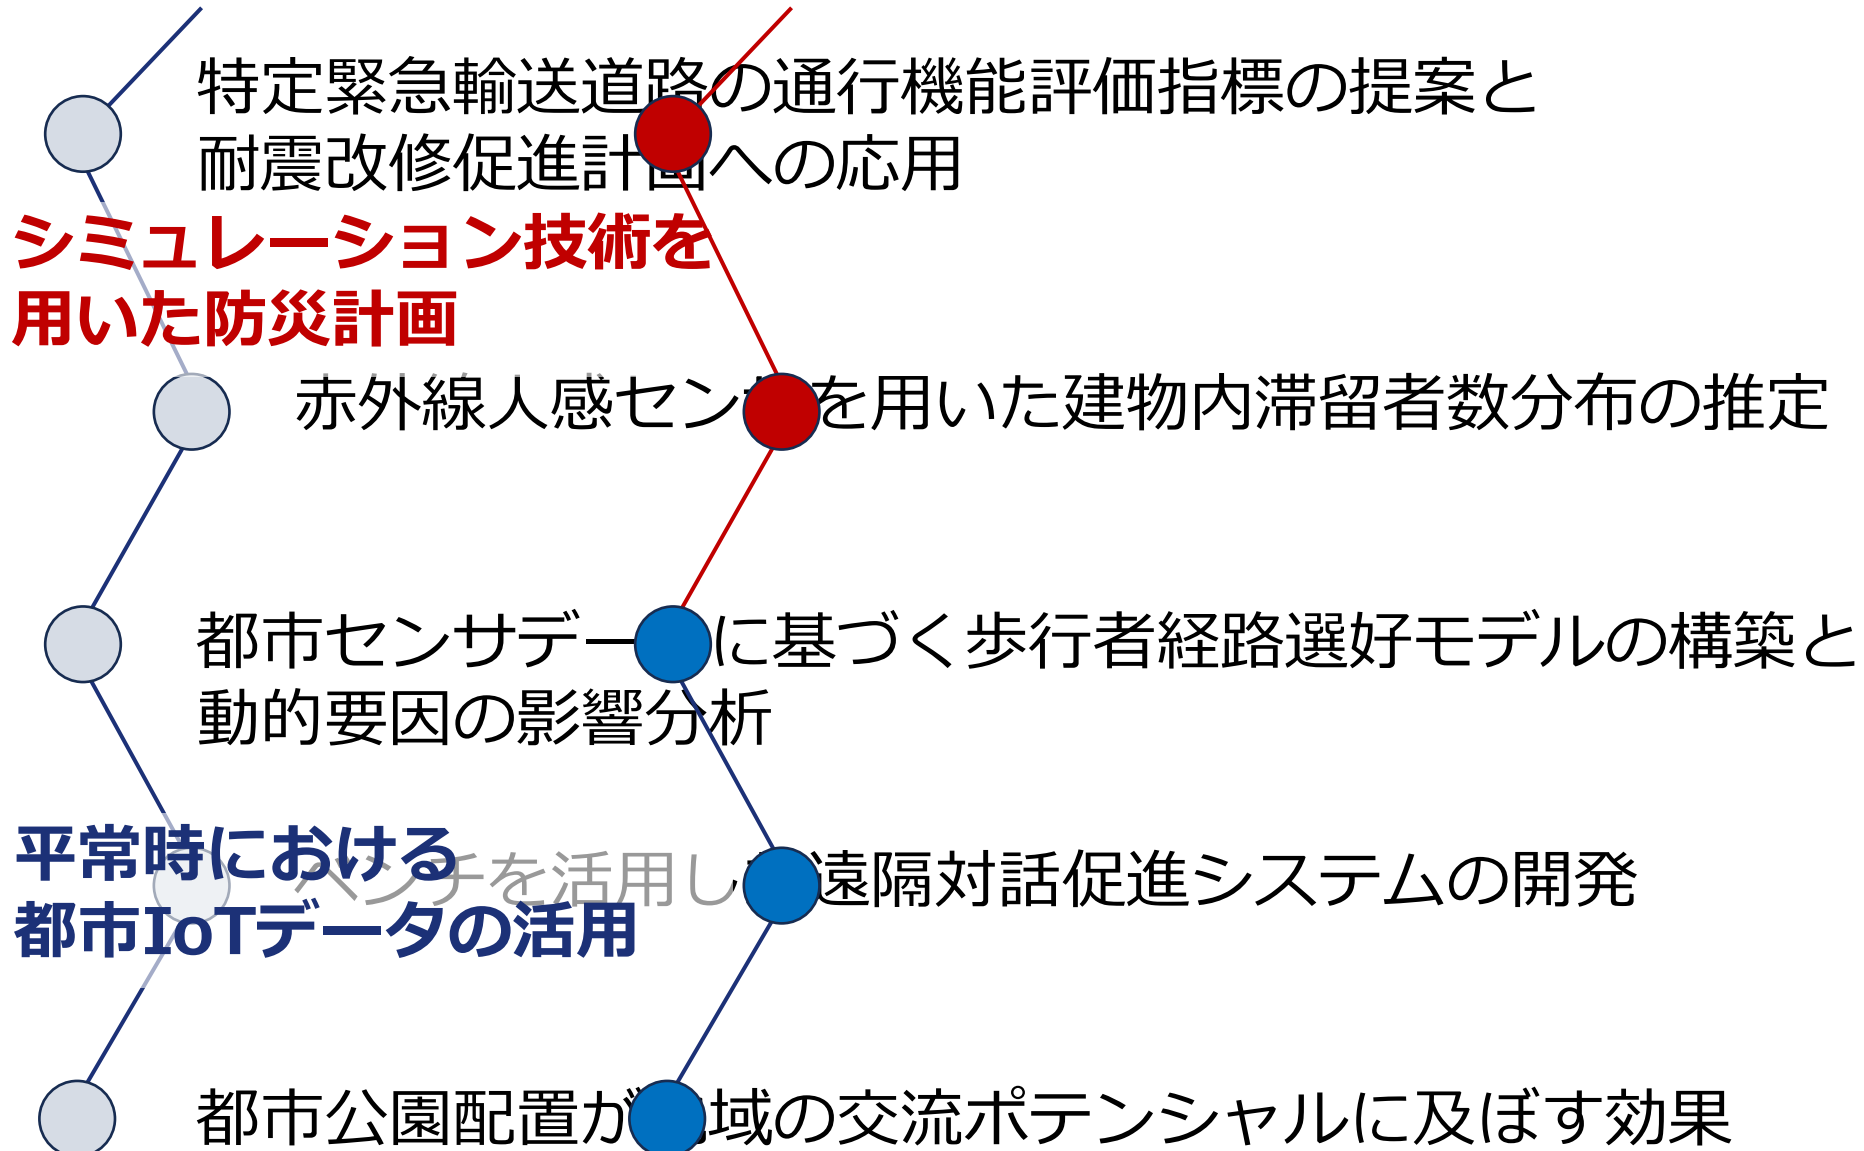 特定緊急輸送道路の通行機能評価指標の提案と
耐震改修促進計画への応用
シミュレーション技術を
用いた防災計画
赤外線人感センサを用いた建物内滞留者数分布の推定
都市センサデータに基づく歩行者経路選好モデルの構築と
動的要因の影響分析
平常時における
ベンチを活用した遠隔対話促進システムの開発
都市IoTデータの活用
都市公園配置が地域の交流ポテンシャルに及ぼす効果